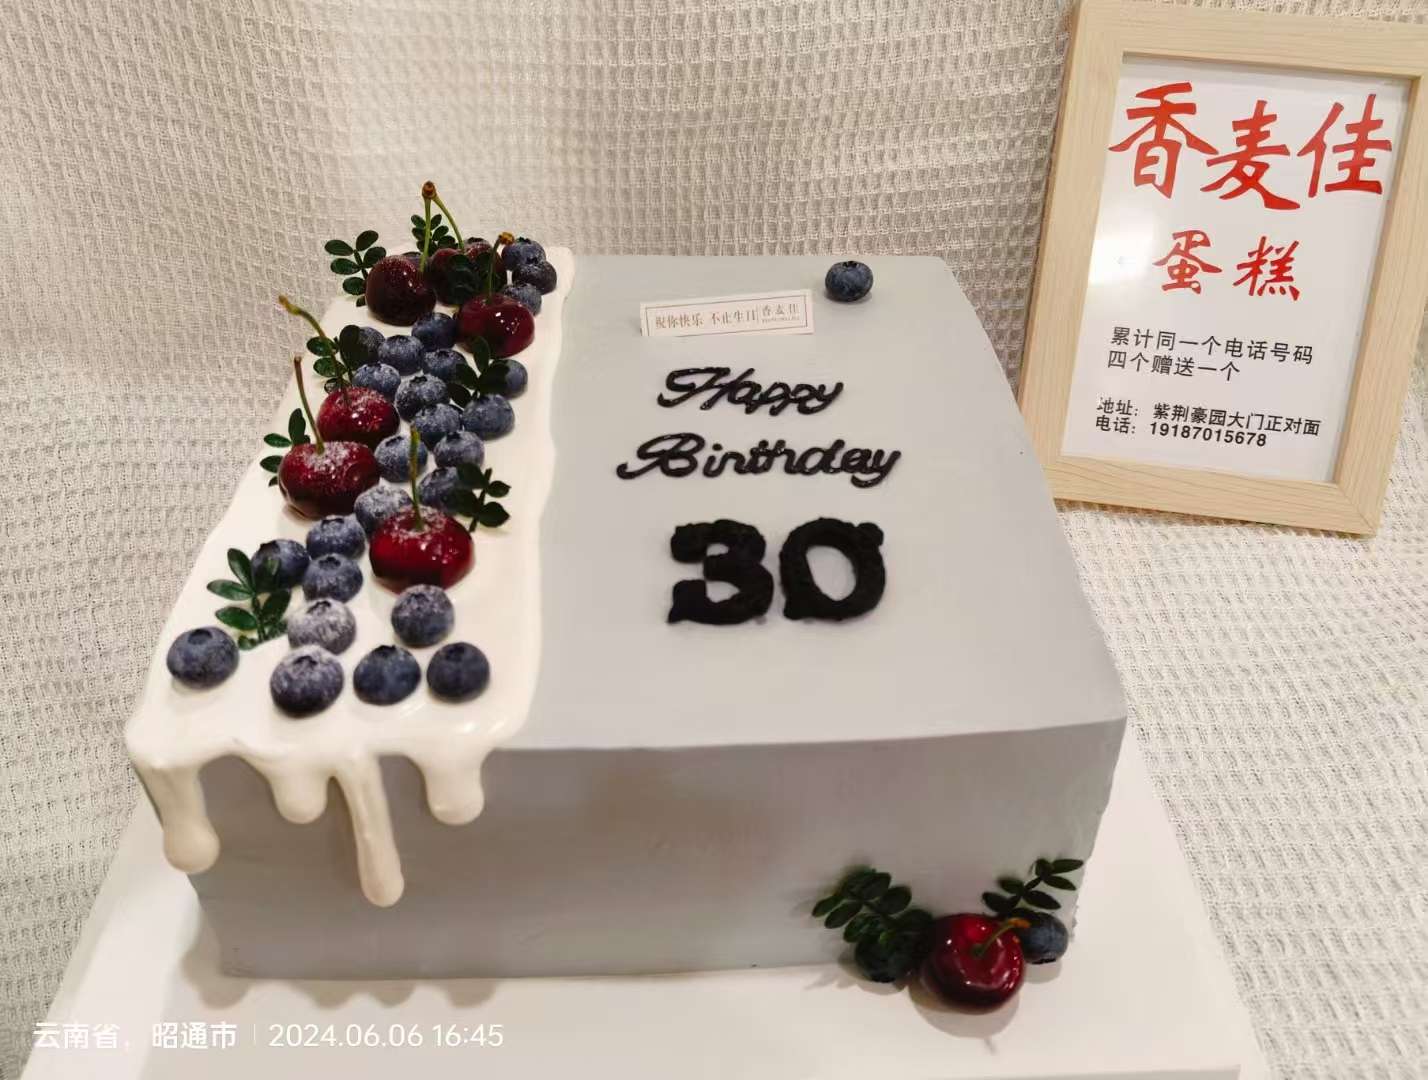 香麦佳
蛋糕
累计同一个电话号码
四个赠送一个
地址：紫荆豪园大门正对面
电话：19187015678
祝你快乐 不止生日 香麦佳
Happy
Birthday
30
云南省，昭通市 2024.06.06 16:45